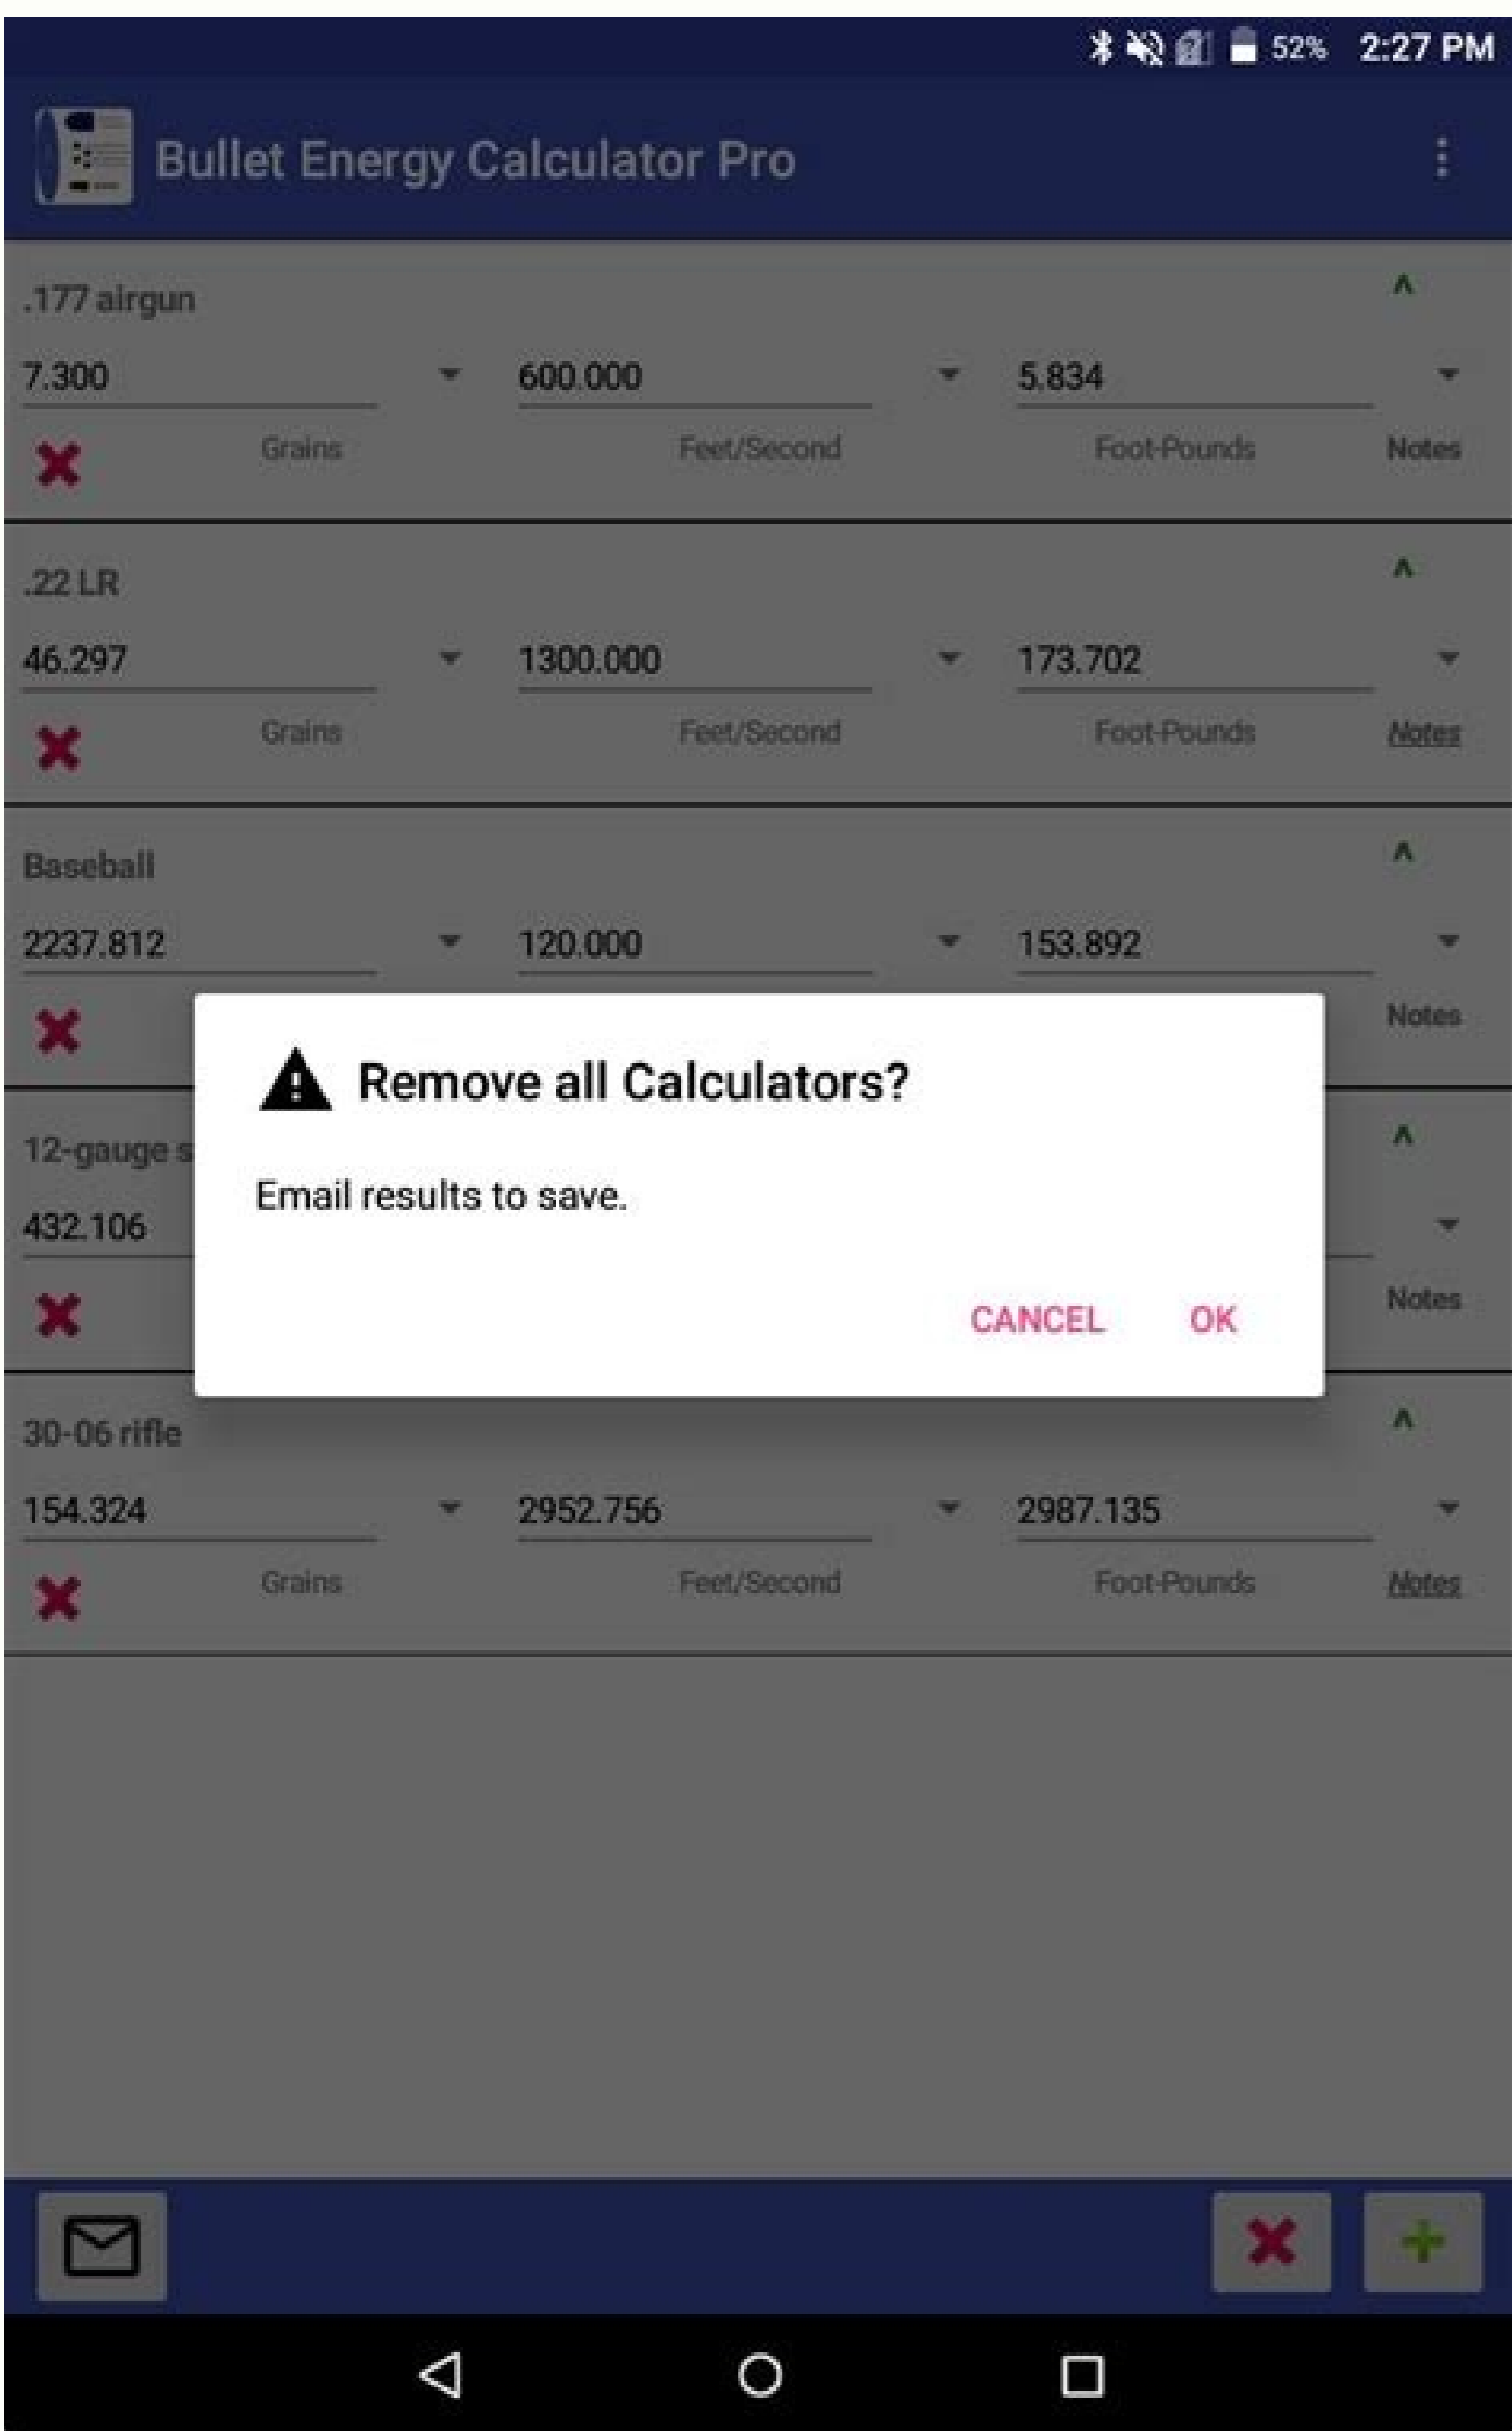 52% 2:27 PM
Bullet Energy Calculator Pro
.177 airgun ^
7.300 600.000 5.834
Grains Feet/Second Foot-Pounds Notes
.22 LR ^
46.297 1300.000 173.702
Grains Feet/Second Foot-Pounds Notes
Baseball ^
2237.812 120.000 153.892
Notes
Remove all Calculators?
12-gauge s ^
Email results to save.
432.106
CANCEL OK
Notes
30-06 rifle ^
154.324 2952.756 2987.135
Grains Feet/Second Foot-Pounds Notes